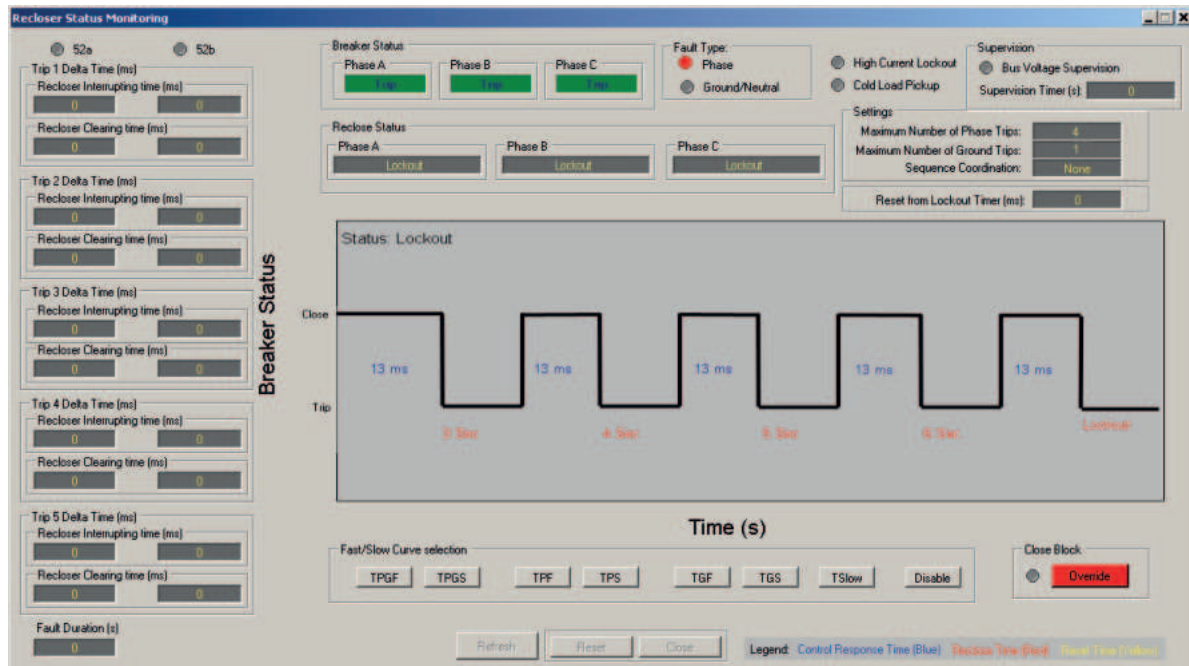 Recloser Status Monitoring
52a 52b
Trip 1 Delta Time (ms)
Recloser Interrupting time (ms)
0 0
Recloser Clearing time (ms)
0 0
Trip 2 Delta Time (ms)
Recloser Interrupting time (ms)
0 0
Recloser Clearing time (ms)
0 0
Trip 3 Delta Time (ms)
Recloser Interrupting time (ms)
0 0
Recloser Clearing time (ms)
0 0
Trip 4 Delta Time (ms)
Recloser Interrupting time (ms)
0 0
Recloser Clearing time (ms)
0 0
Trip 5 Delta Time (ms)
Recloser Interrupting time (ms)
0 0
Recloser Clearing time (ms)
0 0
Fault Duration (s)
0
Breaker Status
Phase A Phase B Phase C
Trip Trip Trip
Fault Type:
Phase
Ground/Neutral
High Current Lockout
Cold Load Pickup
Supervision
Bus Voltage Supervision
Supervision Timer (s): 0
Reclose Status
Phase A Phase B Phase C
Lockout Lockout Lockout
Settings
Maximum Number of Phase Trips: 4
Maximum Number of Ground Trips: 1
Sequence Coordination: None
Reset from Lockout Timer (ms): 0
Status: Lockout
Breaker Status
Close
13 ms 13 ms 13 ms 13 ms 13 ms
Trip
Lockout
Time (s)
Fast/Slow Curve selection
TPGF TPGS TPF TPS TGF TGS TSlow Disable
Close Block
Override
Refresh Reset Close
Legend: Control Response Time (Blue) Reclose Time (Red) Reset Time (Yellow)